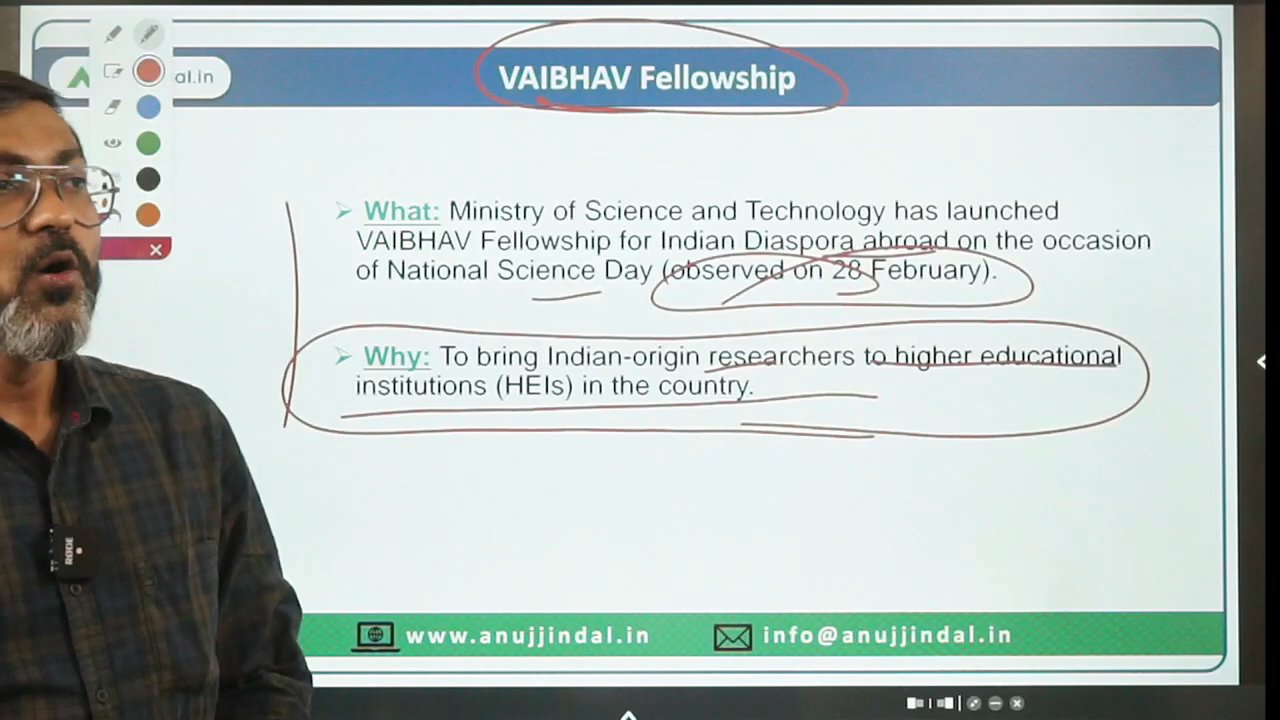 al.in
VAIBHAV Fellowship
What: Ministry of Science and Technology has launched
VAIBHAV Fellowship for Indian Diaspora abroad on the occasion
of National Science Day (observed on 28 February).
Why: To bring Indian-origin researchers to higher educational
institutions (HEIs) in the country.
RODE
www.anujjindal.in
info@anujjindal.in